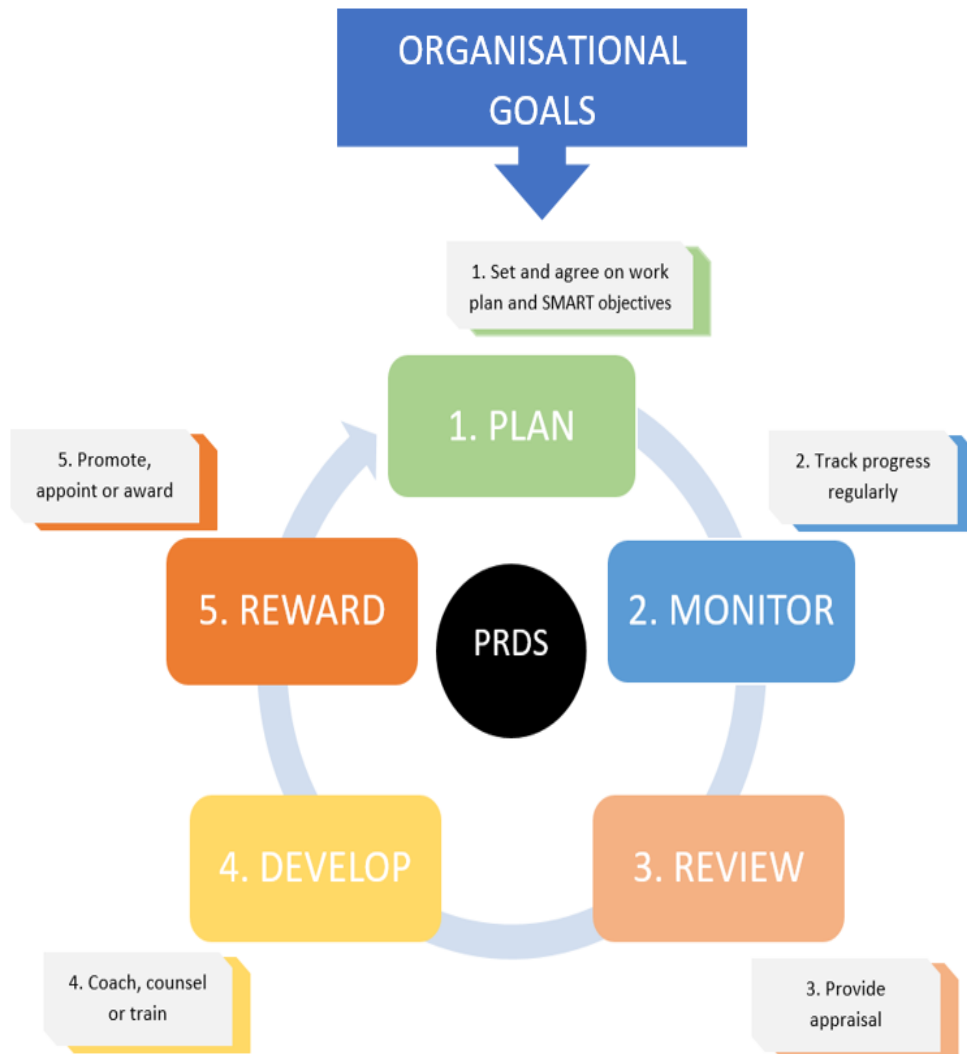 ORGANISATIONAL
GOALS
1. Set and agree on work
plan and SMART objectives
1. PLAN
2. Track progress
regularly
2. MONITOR
3. REVIEW
3. Provide
appraisal
4. DEVELOP
4. Coach, counsel
or train
5. REWARD
5. Promote,
appoint or award
PRDS